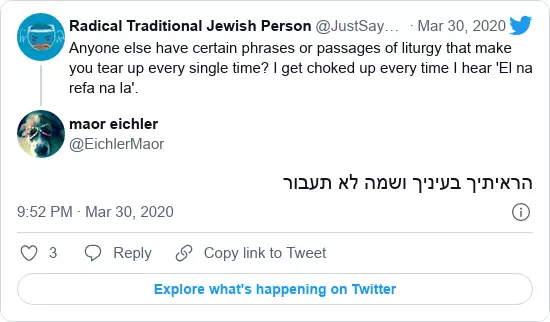 Radical Traditional Jewish Person @JustSay… · Mar 30, 2020
Anyone else have certain phrases or passages of liturgy that make
you tear up every single time? I get choked up every time I hear 'El na
refa na la'.
maor eichler
@EichlerMaor
הראיתיך בעיניך ושמה לא תעבור
9:52 PM · Mar 30, 2020
3 Reply Copy link to Tweet
Explore what's happening on Twitter